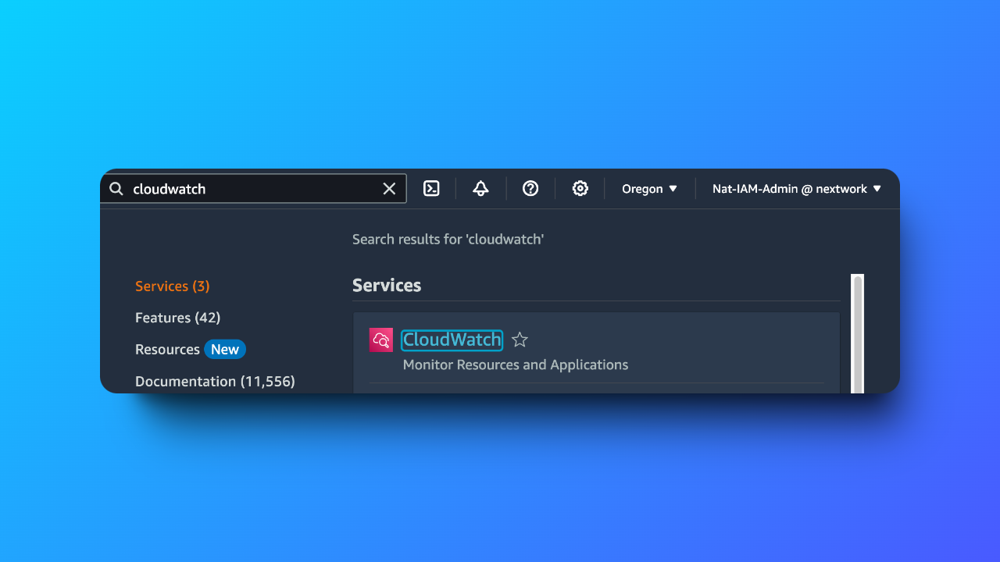 cloudwatch
Oregon
Nat-IAM-Admin @ nextwork
Search results for 'cloudwatch'
Services (3)
Features (42)
Resources New
Documentation (11,556)
Services
CloudWatch
Monitor Resources and Applications